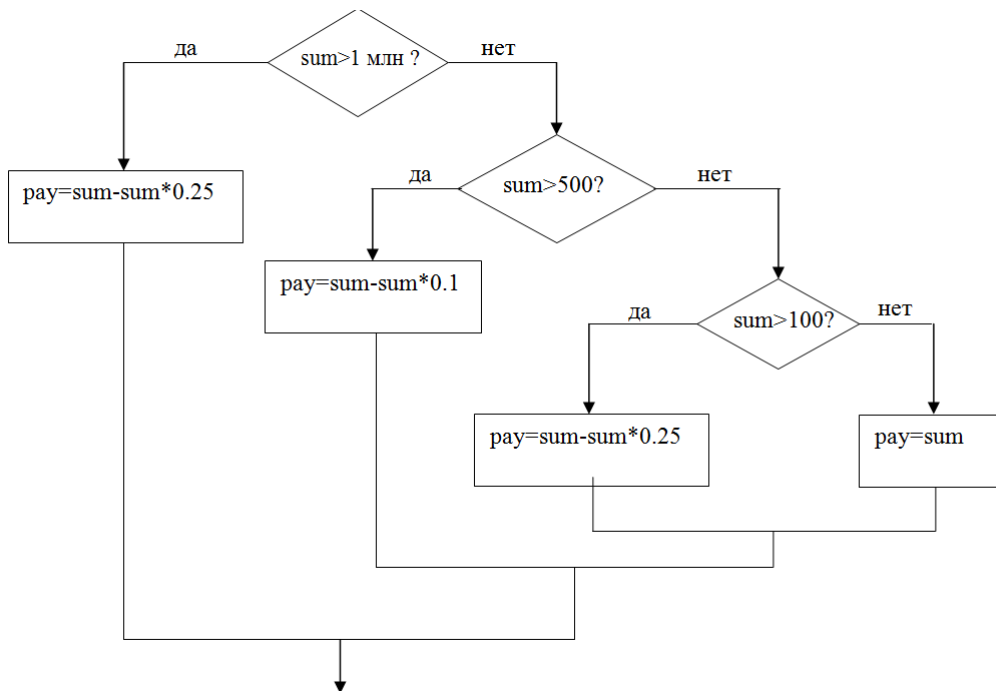 да
sum>1 млн ?
нет
pay=sum-sum*0.25
да
sum>500?
нет
pay=sum-sum*0.1
да
sum>100?
нет
pay=sum-sum*0.25
pay=sum